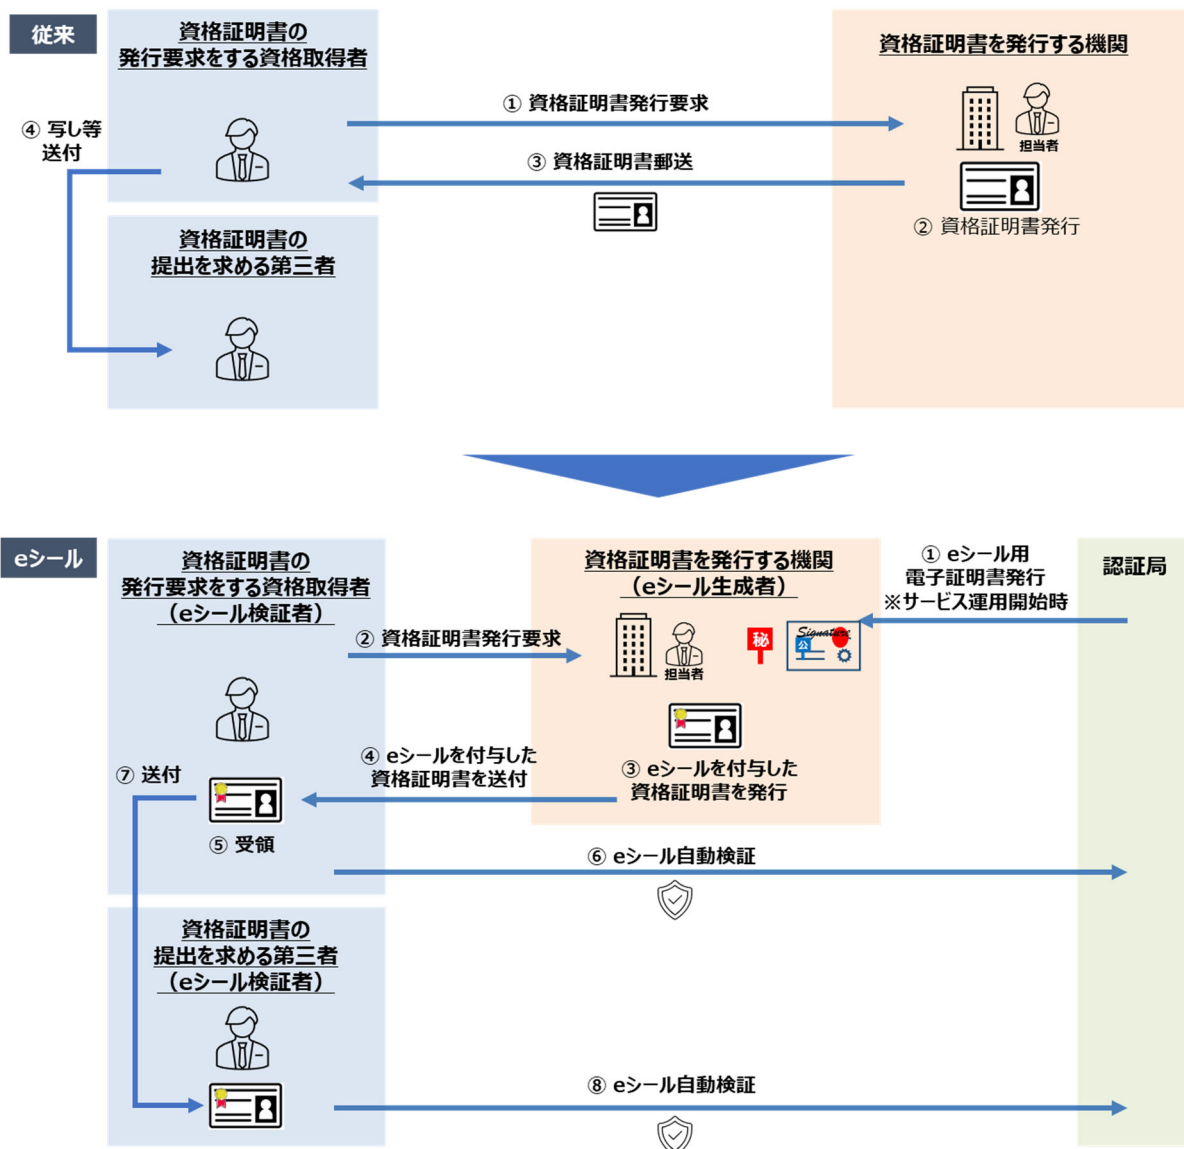 従来
資格証明書の
発行要求をする資格取得者
資格証明書を発行する機関
① 資格証明書発行要求
④ 写し等
送付
担当者
③ 資格証明書郵送
② 資格証明書発行
資格証明書の
提出を求める第三者
eシール
資格証明書の
発行要求をする資格取得者
（eシール検証者）
資格証明書を発行する機関
（eシール生成者）
① eシール用
電子証明書発行
※サービス運用開始時
認証局
② 資格証明書発行要求
担当者
秘
Signature
公
④ eシールを付与した
資格証明書を送付
③ eシールを付与した
資格証明書を発行
⑦ 送付
⑤ 受領
⑥ eシール自動検証
資格証明書の
提出を求める第三者
（eシール検証者）
⑧ eシール自動検証